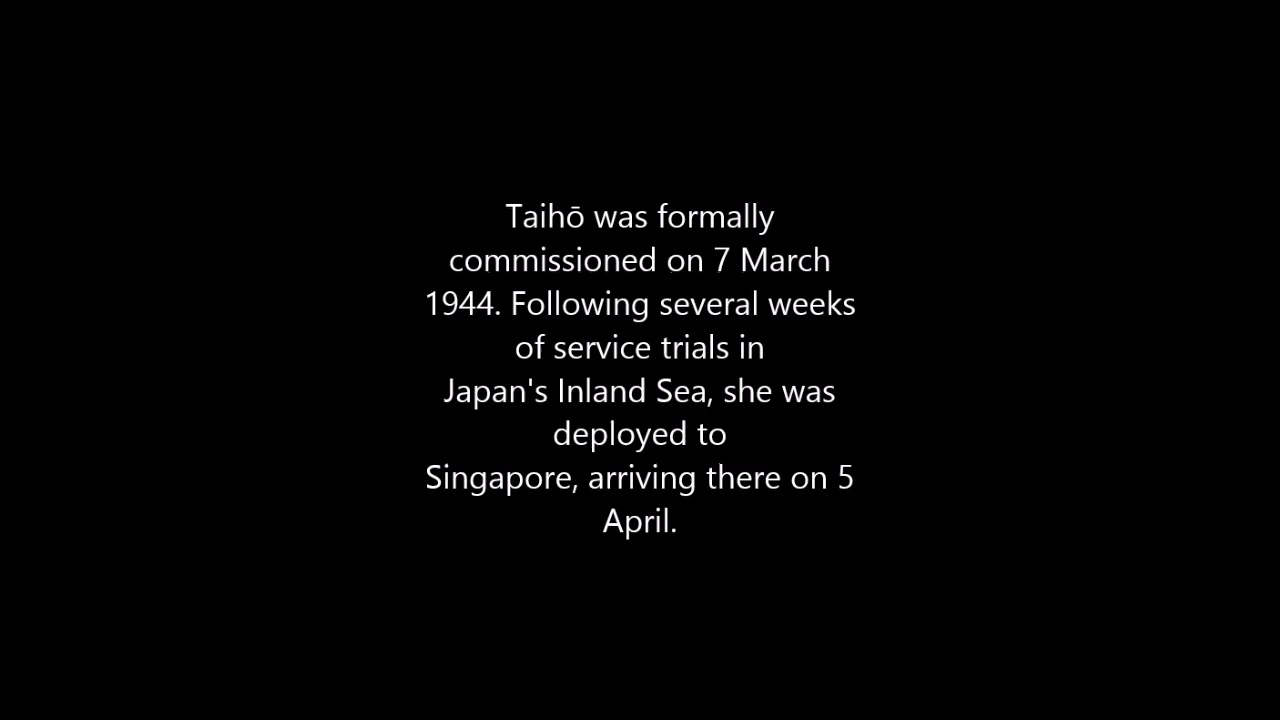 Taihō was formally
commissioned on 7 March
1944. Following several weeks
of service trials in
Japan's Inland Sea, she was
deployed to
Singapore, arriving there on 5
April.